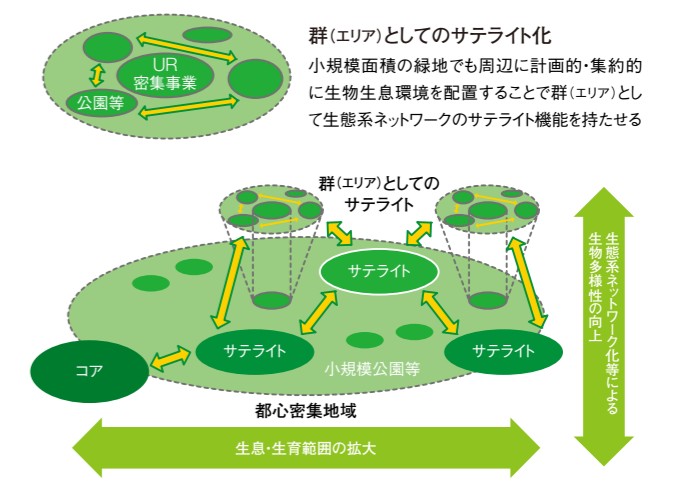 群（エリア）としてのサテライト化
小規模面積の緑地でも周辺に計画的・集約的
に生物生息環境を配置することで群（エリア）とし
て生態系ネットワークのサテライト機能を持たせる
UR
密集事業
公園等
群（エリア）としての
サテライト
サテライト
サテライト
サテライト
コア
小規模公園等
都心密集地域
生息・生育範囲の拡大
生態系ネットワーク化等による
生物多様性の向上